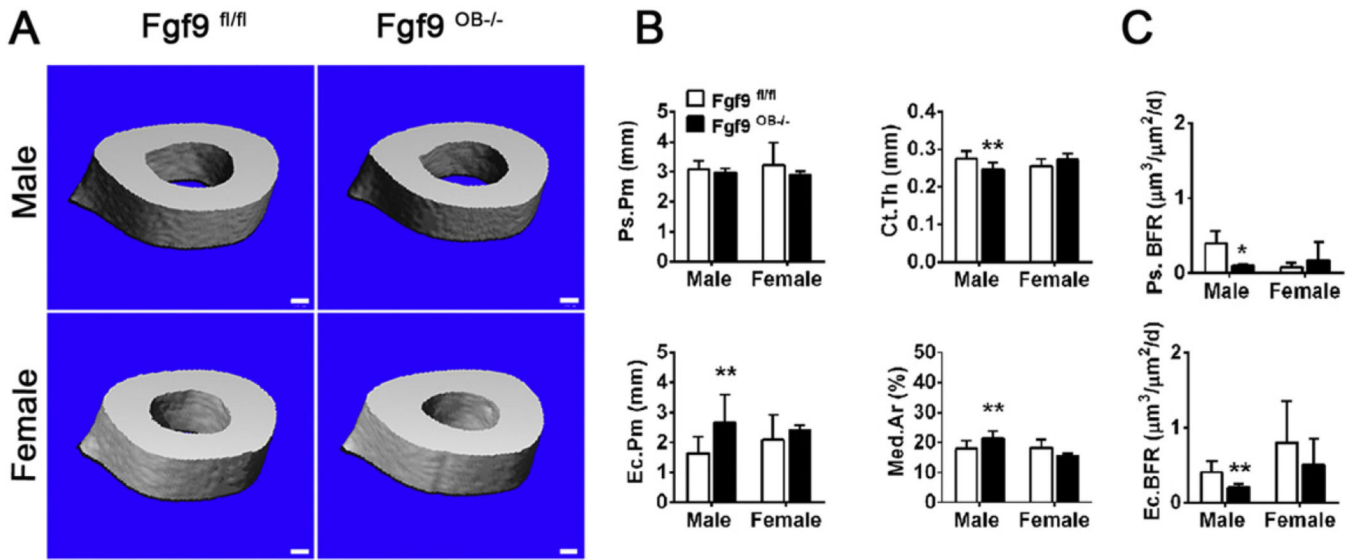 A
Fgf9 fl/fl
Fgf9 OB-/-
Male
Female
B
Fgf9 fl/fl
Fgf9 OB-/-
Ps.Pm (mm)
5
4
3
2
1
0
Male Female
Ct.Th (mm)
0.4
0.3
0.2
0.1
0.0
**
Male Female
Ec.Pm (mm)
5
4
3
2
1
0
**
Male Female
Med.Ar (%)
50
40
30
20
10
0
**
Male Female
C
Ps. BFR (μm³/μm²/d)
2
1
0
*
Male Female
Ec.BFR (μm³/μm²/d)
2
1
0
**
Male Female